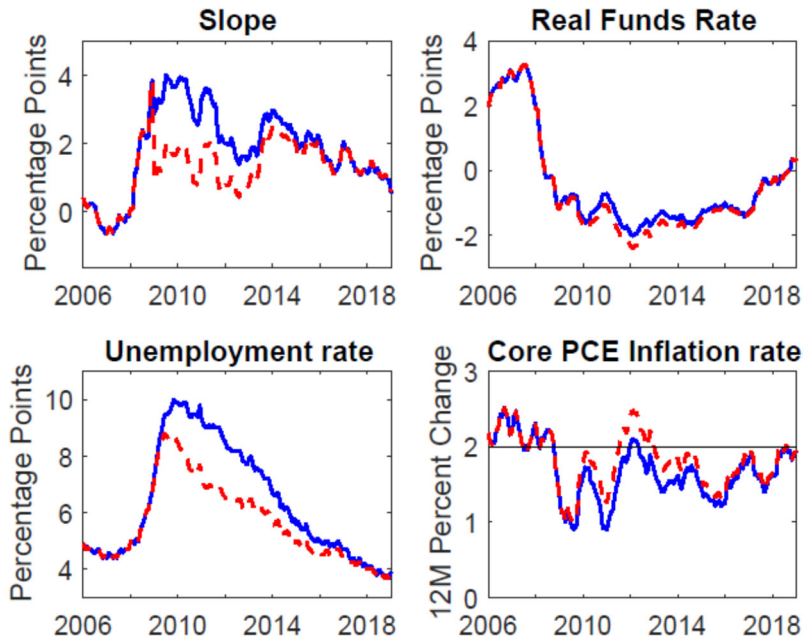 Slope
Percentage Points
4
2
0
2006 2010 2014 2018
Real Funds Rate
Percentage Points
4
2
0
-2
2006 2010 2014 2018
Unemployment rate
Percentage Points
10
8
6
4
2006 2010 2014 2018
Core PCE Inflation rate
12M Percent Change
3
2
1
0
2006 2010 2014 2018